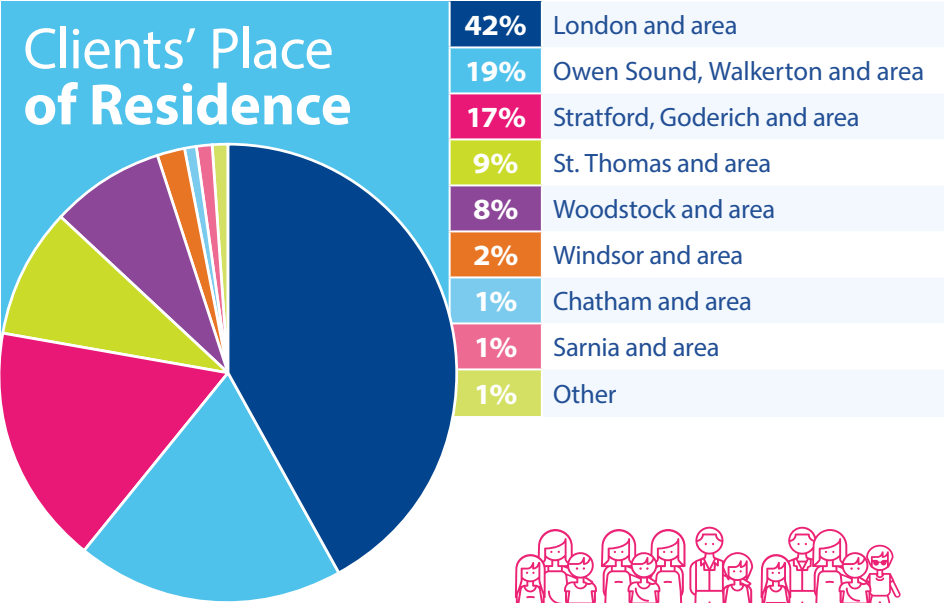 Clients’ Place
of Residence
42% London and area
19% Owen Sound, Walkerton and area
17% Stratford, Goderich and area
9% St. Thomas and area
8% Woodstock and area
2% Windsor and area
1% Chatham and area
1% Sarnia and area
1% Other